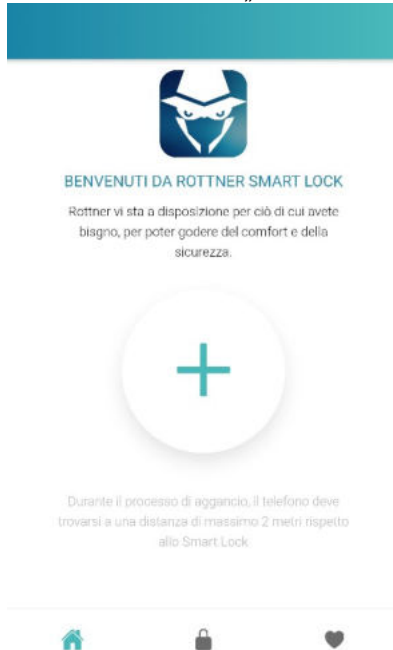 BENVENUTI DA ROTTNER SMART LOCK
Rottner vi sta a disposizione per ciò di cui avete
bisgno, per poter godere del comfort e della
sicurezza.
Durante il processo di aggancio, il telefono deve
trovarsi a una distanza di massimo 2 metri rispetto
allo Smart Lock